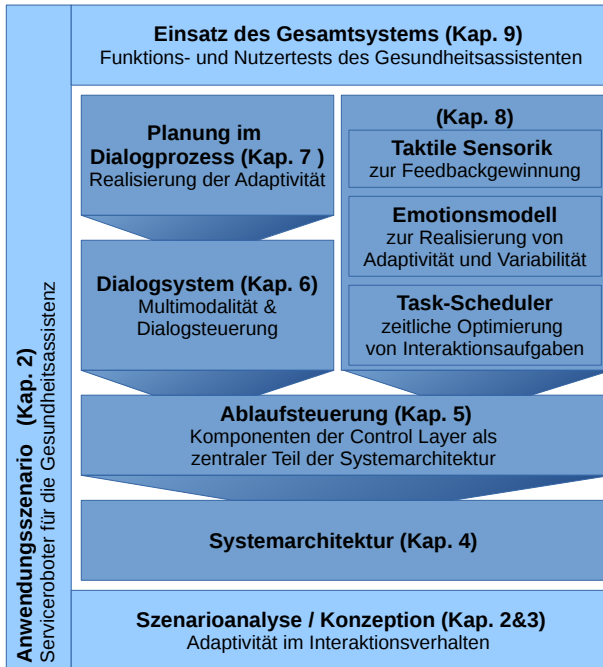 Einsatz des Gesamtsystems (Kap. 9)
Funktions- und Nutzertests des Gesundheitsassistenten
Planung im
Dialogprozess (Kap. 7 )
Realisierung der Adaptivität
Dialogsystem (Kap. 6)
Multimodalität &
Dialogsteuerung
(Kap. 8)
Taktile Sensorik
zur Feedbackgewinnung
Emotionsmodell
zur Realisierung von
Adaptivität und Variabilität
Task-Scheduler
zeitliche Optimierung
von Interaktionsaufgaben
Ablaufsteuerung (Kap. 5)
Komponenten der Control Layer als
zentraler Teil der Systemarchitektur
Systemarchitektur (Kap. 4)
Szenarioanalyse / Konzeption (Kap. 2&3)
Adaptivität im Interaktionsverhalten
Anwendungsszenario (Kap. 2)
Serviceroboter für die Gesundheitsassistenz